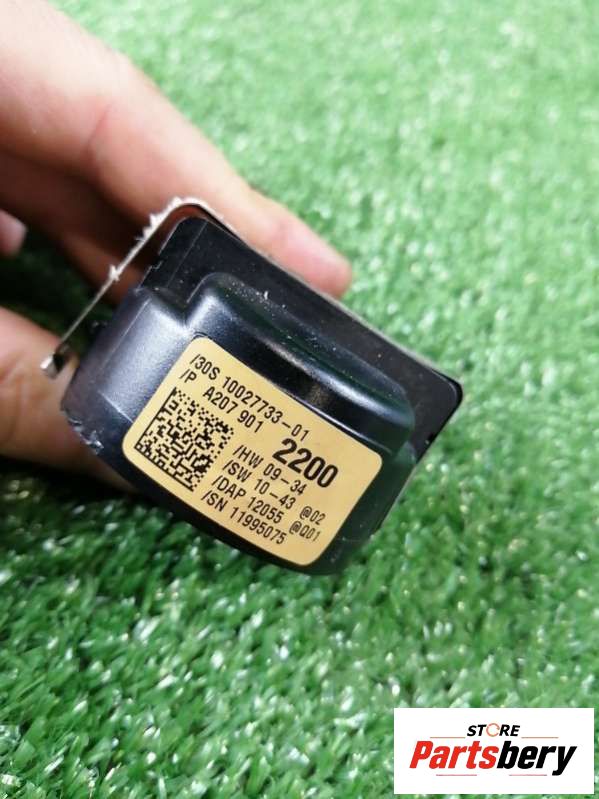 /30S 10027733-01
/P A207 901 2200
/HW 09-34
/SW 10-43 @02
/DAP 12055 @Q01
/SN 11995075
STORE
Partsbery